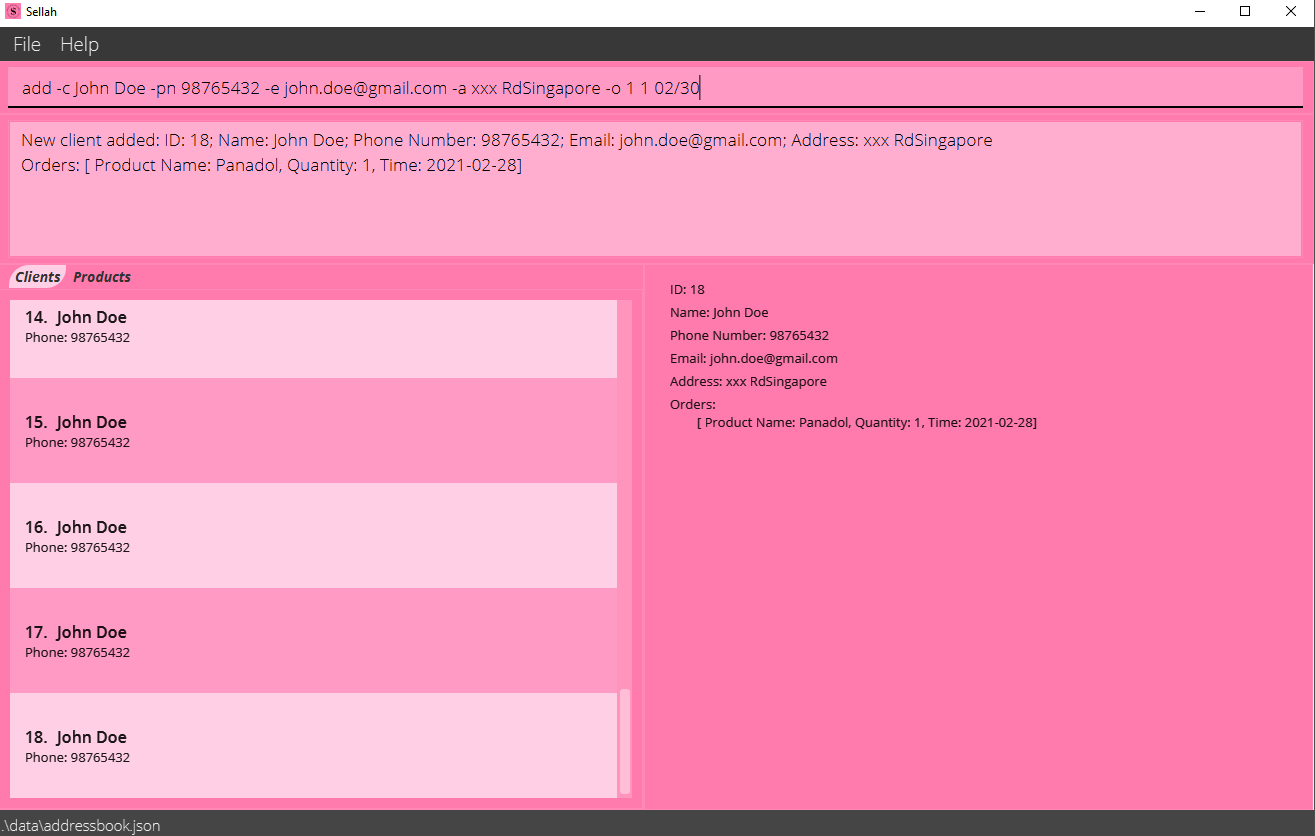 Sellah
File Help
add -c John Doe -pn 98765432 -e john.doe@gmail.com -a xxx RdSingapore -o 1 1 02/30
New client added: ID: 18; Name: John Doe; Phone Number: 98765432; Email: john.doe@gmail.com; Address: xxx RdSingapore
Orders: [ Product Name: Panadol, Quantity: 1, Time: 2021-02-28]
Clients Products
14. John Doe
Phone: 98765432
15. John Doe
Phone: 98765432
16. John Doe
Phone: 98765432
17. John Doe
Phone: 98765432
18. John Doe
Phone: 98765432
ID: 18
Name: John Doe
Phone Number: 98765432
Email: john.doe@gmail.com
Address: xxx RdSingapore
Orders:
[ Product Name: Panadol, Quantity: 1, Time: 2021-02-28]
.\data\addressbook.json